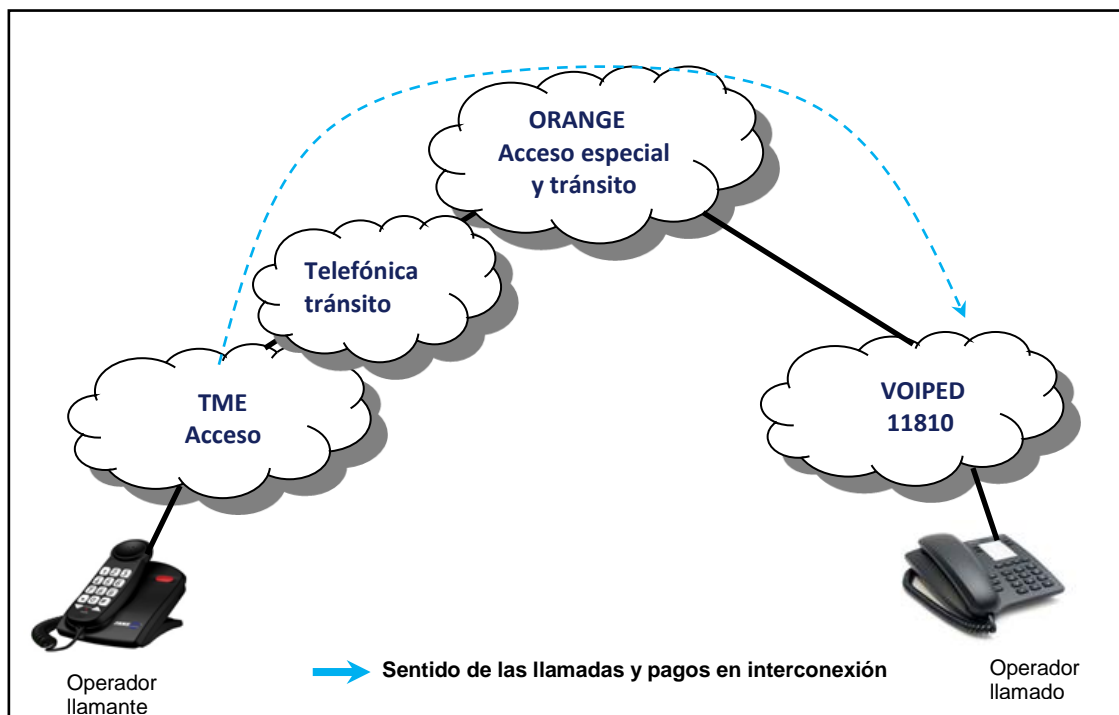 ORANGE
Acceso especial
y tránsito
Telefónica
tránsito
TME
Acceso
VOIPED
11810
Sentido de las llamadas y pagos en interconexión
Operador
llamante
Operador
llamado